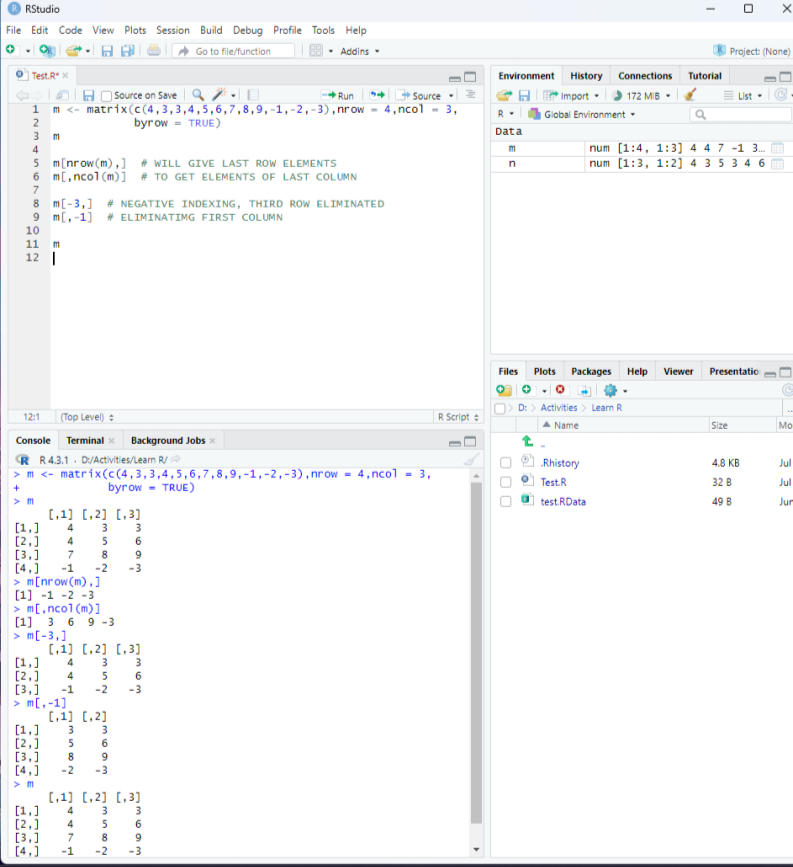 RStudio
File Edit Code View Plots Session Build Debug Profile Tools Help
Go to file/function Addins Project: (None)
Test.R*
Source on Save Run Source
1 m <- matrix(c(4,3,3,4,5,6,7,8,9,-1,-2,-3),nrow = 4,ncol = 3,
2 byrow = TRUE)
3 m
4
5 m[nrow(m),] # WILL GIVE LAST ROW ELEMENTS
6 m[,ncol(m)] # TO GET ELEMENTS OF LAST COLUMN
7
8 m[-3,] # NEGATIVE INDEXING, THIRD ROW ELIMINATED
9 m[,-1] # ELIMINATIMG FIRST COLUMN
10
11 m
12
12:1 (Top Level) R Script
Console Terminal Background Jobs
R R 4.3.1 · D:/Activities/Learn R/
> m <- matrix(c(4,3,3,4,5,6,7,8,9,-1,-2,-3),nrow = 4,ncol = 3,
+ byrow = TRUE)
> m
[,1] [,2] [,3]
[1,] 4 3 3
[2,] 4 5 6
[3,] 7 8 9
[4,] -1 -2 -3
> m[nrow(m),]
[1] -1 -2 -3
> m[,ncol(m)]
[1] 3 6 9 -3
> m[-3,]
[,1] [,2] [,3]
[1,] 4 3 3
[2,] 4 5 6
[3,] -1 -2 -3
> m[,-1]
[,1] [,2]
[1,] 3 3
[2,] 5 6
[3,] 8 9
[4,] -2 -3
> m
[,1] [,2] [,3]
[1,] 4 3 3
[2,] 4 5 6
[3,] 7 8 9
[4,] -1 -2 -3
Environment History Connections Tutorial
Import 172 MiB List
R Global Environment
Data
m num [1:4, 1:3] 4 4 7 -1 3...
n num [1:3, 1:2] 4 3 5 3 4 6
Files Plots Packages Help Viewer Presentatio
D: Activities Learn R ...
Name Size Mo
..
.Rhistory 4.8 KB Jul
Test.R 32 B Jul
test.RData 49 B Jun